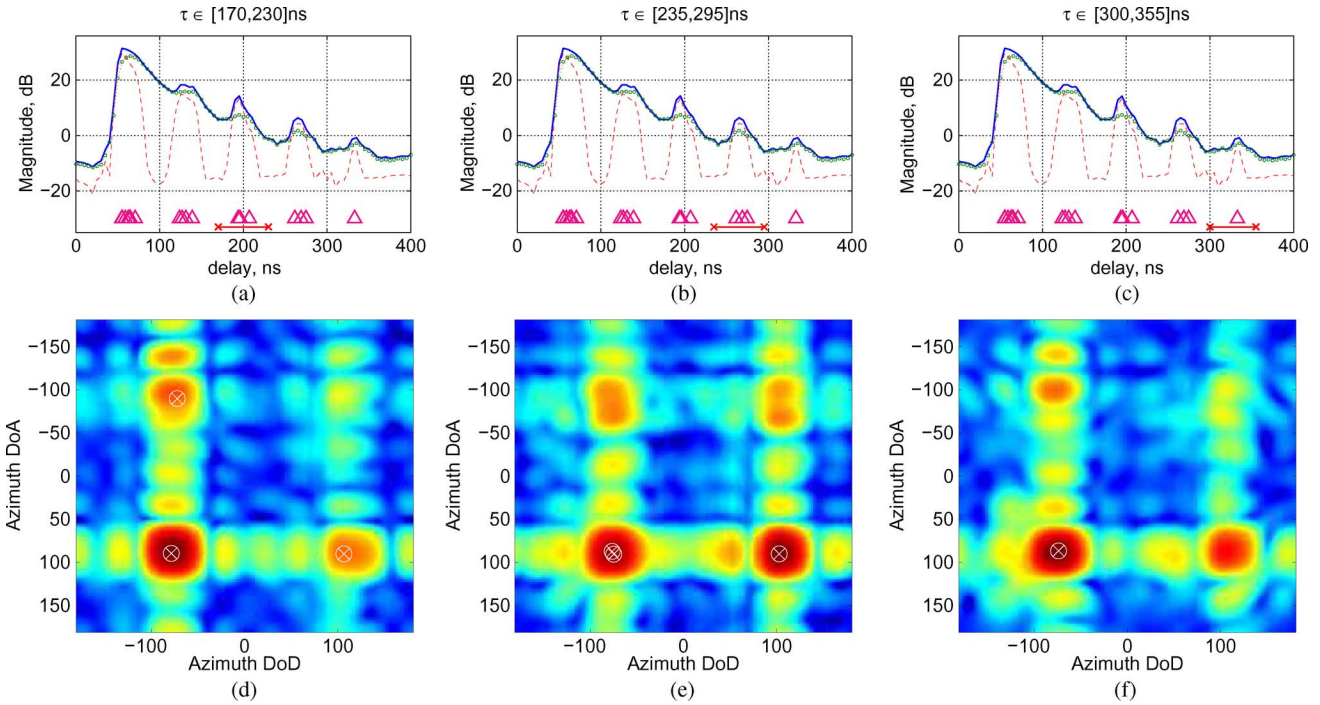 τ ∈ [170,230]ns
Magnitude, dB
20
0
−20
0
100
200
300
400
delay, ns
(a)
τ ∈ [235,295]ns
Magnitude, dB
20
0
−20
0
100
200
300
400
delay, ns
(b)
τ ∈ [300,355]ns
Magnitude, dB
20
0
−20
0
100
200
300
400
delay, ns
(c)
Azimuth DoA
−150
−100
−50
0
50
100
150
−100
0
100
Azimuth DoD
(d)
Azimuth DoA
−150
−100
−50
0
50
100
150
−100
0
100
Azimuth DoD
(e)
Azimuth DoA
−150
−100
−50
0
50
100
150
−100
0
100
Azimuth DoD
(f)